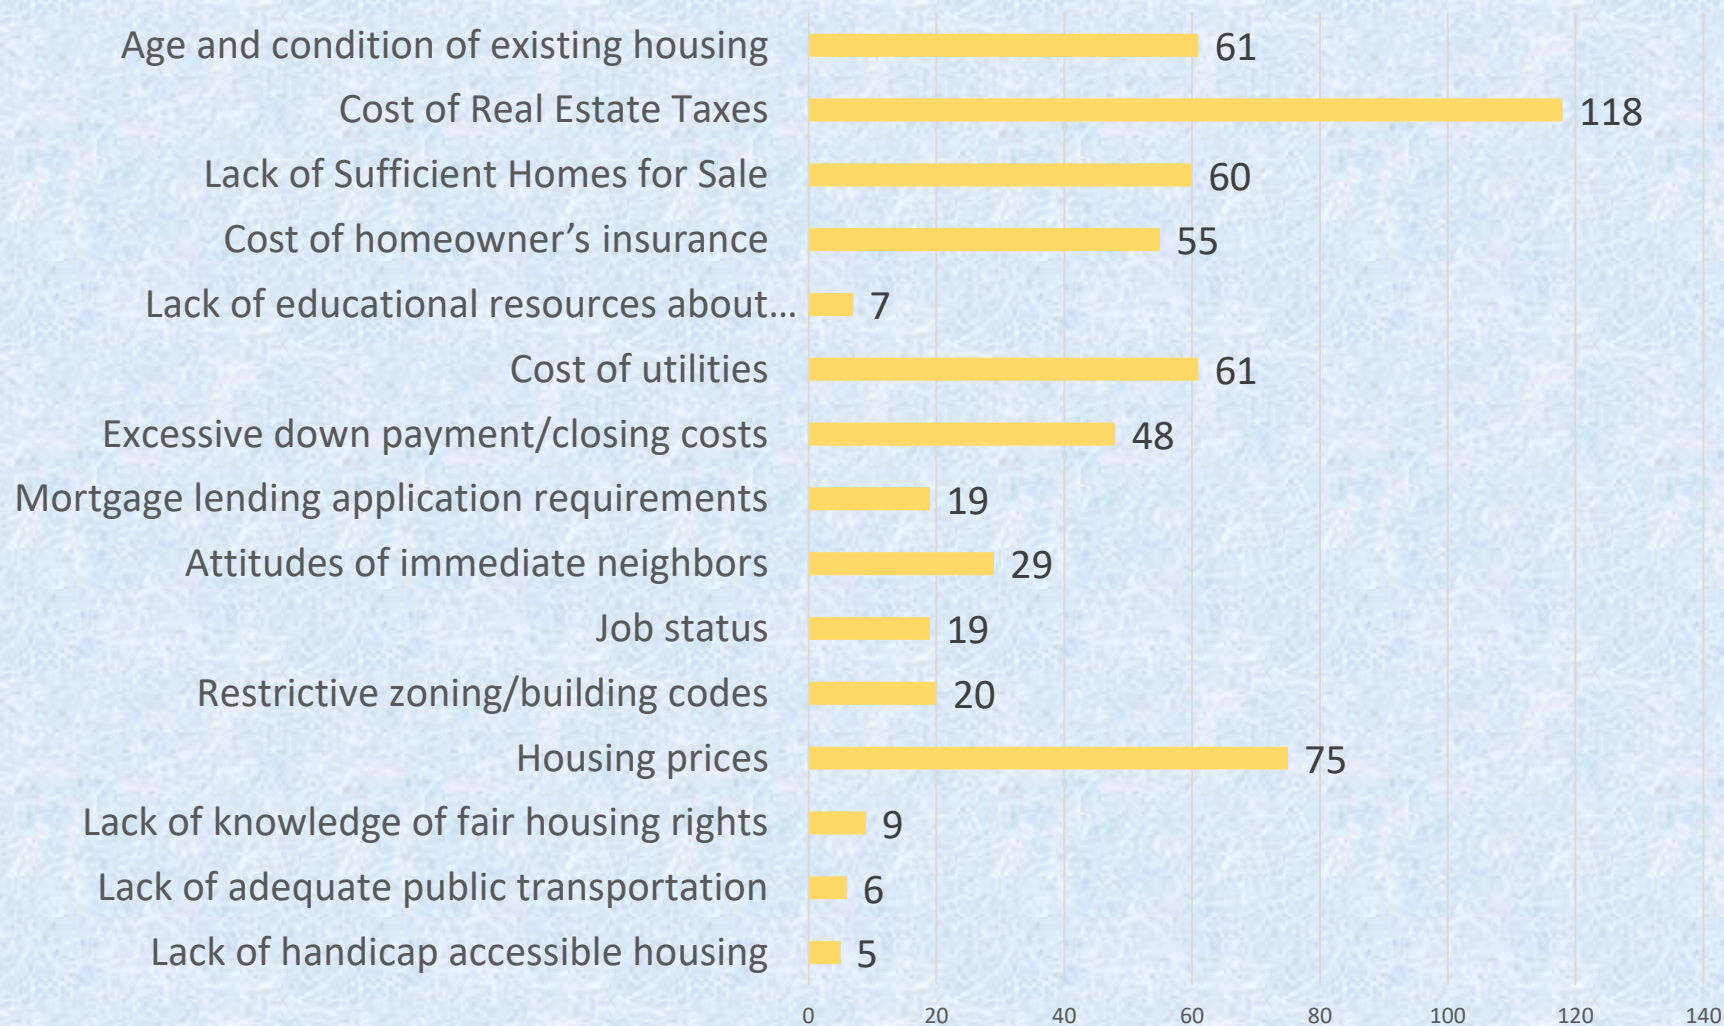 Age and condition of existing housing 61
Cost of Real Estate Taxes 118
Lack of Sufficient Homes for Sale 60
Cost of homeowner’s insurance 55
Lack of educational resources about… 7
Cost of utilities 61
Excessive down payment/closing costs 48
Mortgage lending application requirements 19
Attitudes of immediate neighbors 29
Job status 19
Restrictive zoning/building codes 20
Housing prices 75
Lack of knowledge of fair housing rights 9
Lack of adequate public transportation 6
Lack of handicap accessible housing 5
0 20 40 60 80 100 120 140